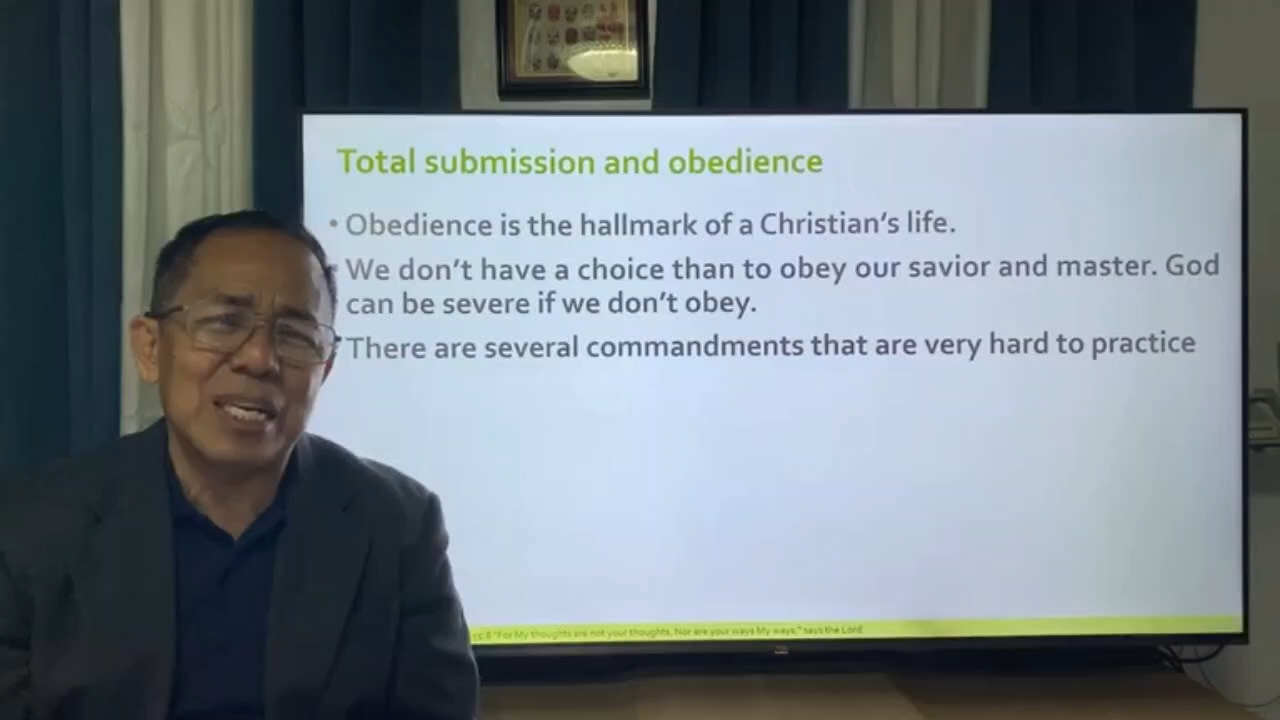 Total submission and obedience
• Obedience is the hallmark of a Christian's life.
We don't have a choice than to obey our savior and master. God
can be severe if we don't obey.
There are several commandments that are very hard to practice
"For My thoughts are not your thoughts, Nor are your ways My ways," says the Lord